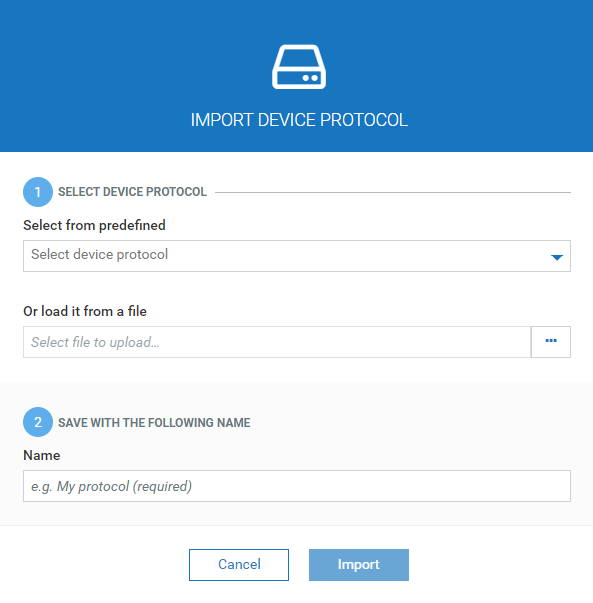 IMPORT DEVICE PROTOCOL
1 SELECT DEVICE PROTOCOL
Select from predefined
Select device protocol
Or load it from a file
Select file to upload...
2 SAVE WITH THE FOLLOWING NAME
Name
e.g. My protocol (required)
Cancel Import